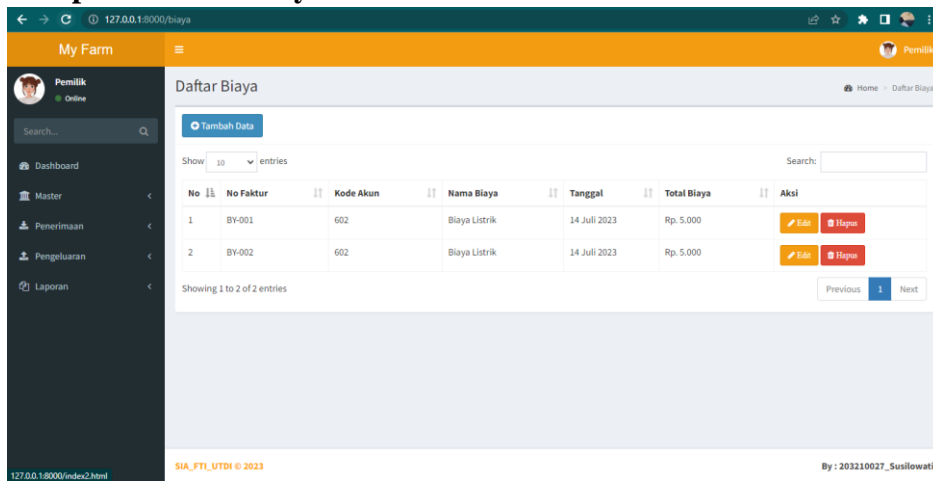 127.0.0.1:8000/biaya
My Farm
Pemilik
Pemilik
Online
Daftar Biaya
Home > Daftar Biaya
Search...
Tambah Data
Dashboard
Master
Penerimaan
Pengeluaran
Laporan
Show 10 entries
Search:
No No Faktur Kode Akun Nama Biaya Tanggal Total Biaya Aksi
1 BY-001 602 Biaya Listrik 14 Juli 2023 Rp. 5.000 Edit Hapus
2 BY-002 602 Biaya Listrik 14 Juli 2023 Rp. 5.000 Edit Hapus
Showing 1 to 2 of 2 entries
Previous 1 Next
SIA_FTI_UTDI © 2023
By : 203210027_Susilowati
127.0.0.1:8000/index2.html